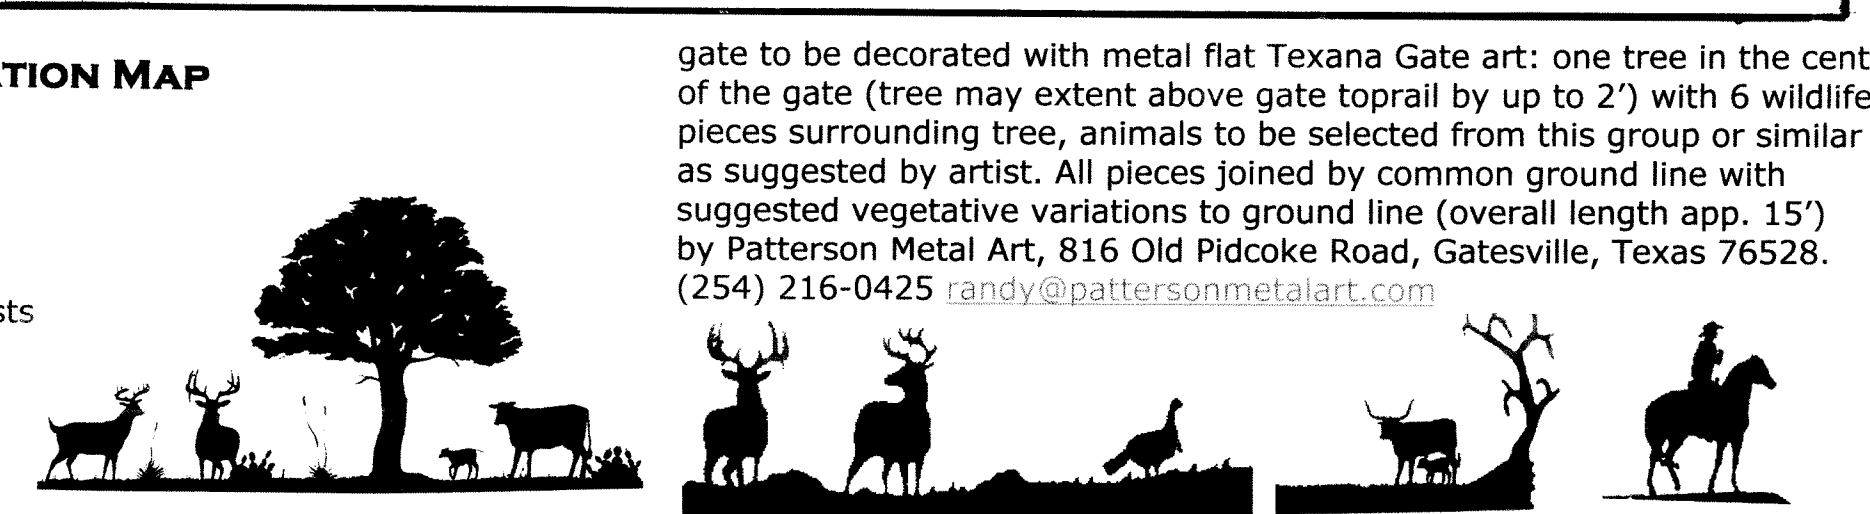 TION MAP
sts
gate to be decorated with metal flat Texana Gate art: one tree in the cent
of the gate (tree may extent above gate toprail by up to 2') with 6 wildlife
pieces surrounding tree, animals to be selected from this group or similar
as suggested by artist. All pieces joined by common ground line with
suggested vegetative variations to ground line (overall length app. 15')
by Patterson Metal Art, 816 Old Pidcoke Road, Gatesville, Texas 76528.
(254) 216-0425 randy@pattersonmetalart.com